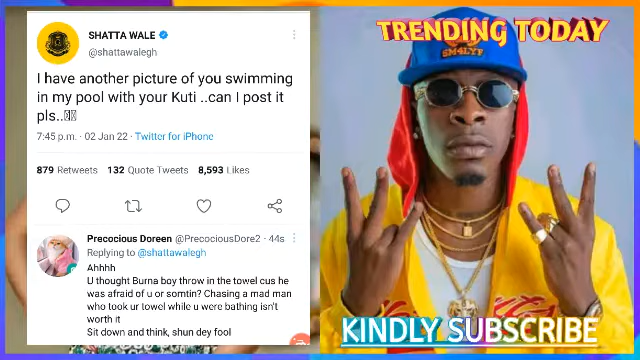 SHATTA WALE
@shattawalegh
I have another picture of you swimming
in my pool with your Kuti ..can I post it
pls..
7:45 p.m. · 02 Jan 22 · Twitter for iPhone
879 Retweets 132 Quote Tweets 8,593 Likes
Precocious Doreen @PrecociousDore2 · 44s
Replying to @shattawalegh
Ahhhh
U thought Burna boy throw in the towel cus he
was afraid of u or somtin? Chasing a mad man
who took ur towel while u were bathing isn't
worth it
Sit down and think, shun dey fool
TRENDING TODAY
SM4LYF
KINDLY SUBSCRIBE